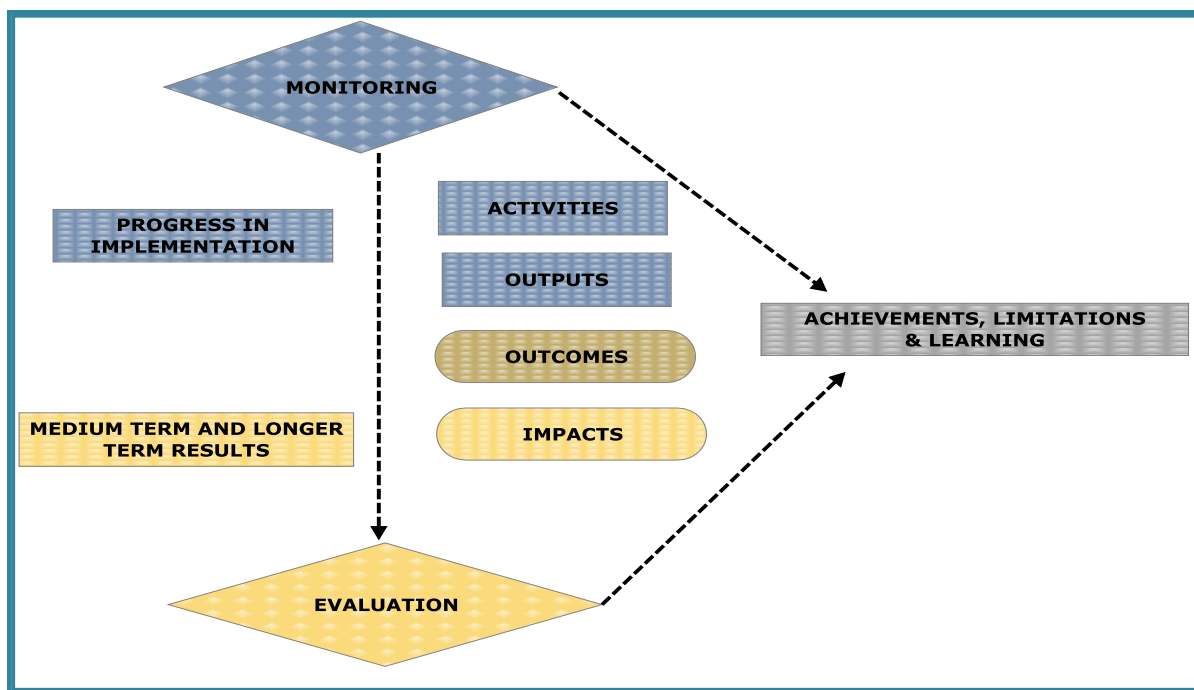 MONITORING
PROGRESS IN
IMPLEMENTATION
ACTIVITIES
OUTPUTS
OUTCOMES
IMPACTS
MEDIUM TERM AND LONGER
TERM RESULTS
EVALUATION
ACHIEVEMENTS, LIMITATIONS
& LEARNING